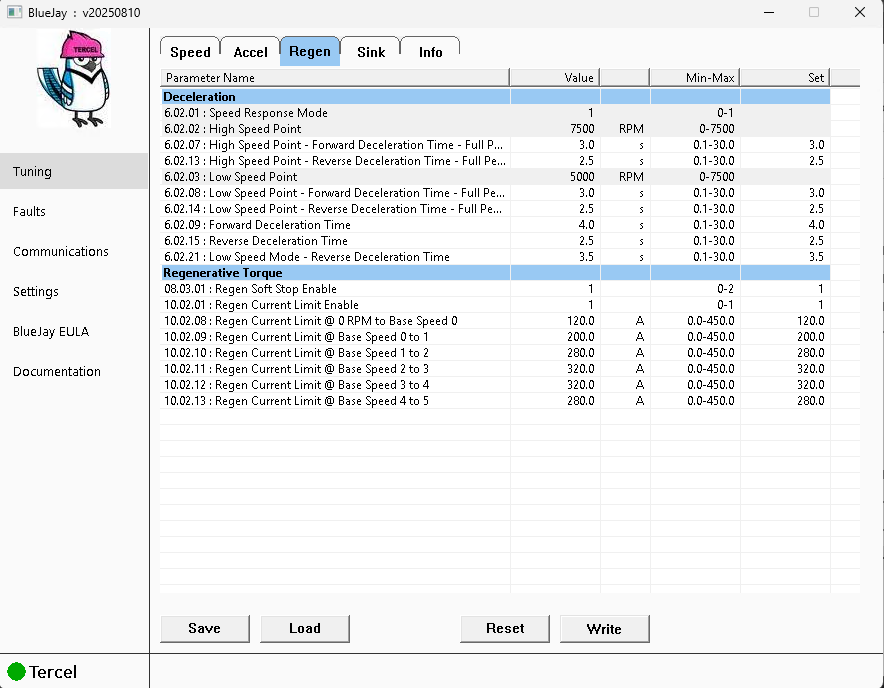 BlueJay : v20250810
TERCEL
Tuning
Faults
Communications
Settings
BlueJay EULA
Documentation
Speed Accel Regen Sink Info
Parameter Name Value Min-Max Set
Deceleration
6.02.01 : Speed Response Mode 1 0-1
6.02.02 : High Speed Point 7500 RPM 0-7500
6.02.07 : High Speed Point - Forward Deceleration Time - Full P... 3.0 s 0.1-30.0 3.0
6.02.13 : High Speed Point - Reverse Deceleration Time - Full Pe... 2.5 s 0.1-30.0 2.5
6.02.03 : Low Speed Point 5000 RPM 0-7500
6.02.08 : Low Speed Point - Forward Deceleration Time - Full Pe... 3.0 s 0.1-30.0 3.0
6.02.14 : Low Speed Point - Reverse Deceleration Time - Full Pe... 2.5 s 0.1-30.0 2.5
6.02.09 : Forward Deceleration Time 4.0 s 0.1-30.0 4.0
6.02.15 : Reverse Deceleration Time 2.5 s 0.1-30.0 2.5
6.02.21 : Low Speed Mode - Reverse Deceleration Time 3.5 s 0.1-30.0 3.5
Regenerative Torque
08.03.01 : Regen Soft Stop Enable 1 0-2 1
10.02.01 : Regen Current Limit Enable 1 0-1 1
10.02.08 : Regen Current Limit @ 0 RPM to Base Speed 0 120.0 A 0.0-450.0 120.0
10.02.09 : Regen Current Limit @ Base Speed 0 to 1 200.0 A 0.0-450.0 200.0
10.02.10 : Regen Current Limit @ Base Speed 1 to 2 280.0 A 0.0-450.0 280.0
10.02.11 : Regen Current Limit @ Base Speed 2 to 3 320.0 A 0.0-450.0 320.0
10.02.12 : Regen Current Limit @ Base Speed 3 to 4 320.0 A 0.0-450.0 320.0
10.02.13 : Regen Current Limit @ Base Speed 4 to 5 280.0 A 0.0-450.0 280.0
Save Load Reset Write
Tercel